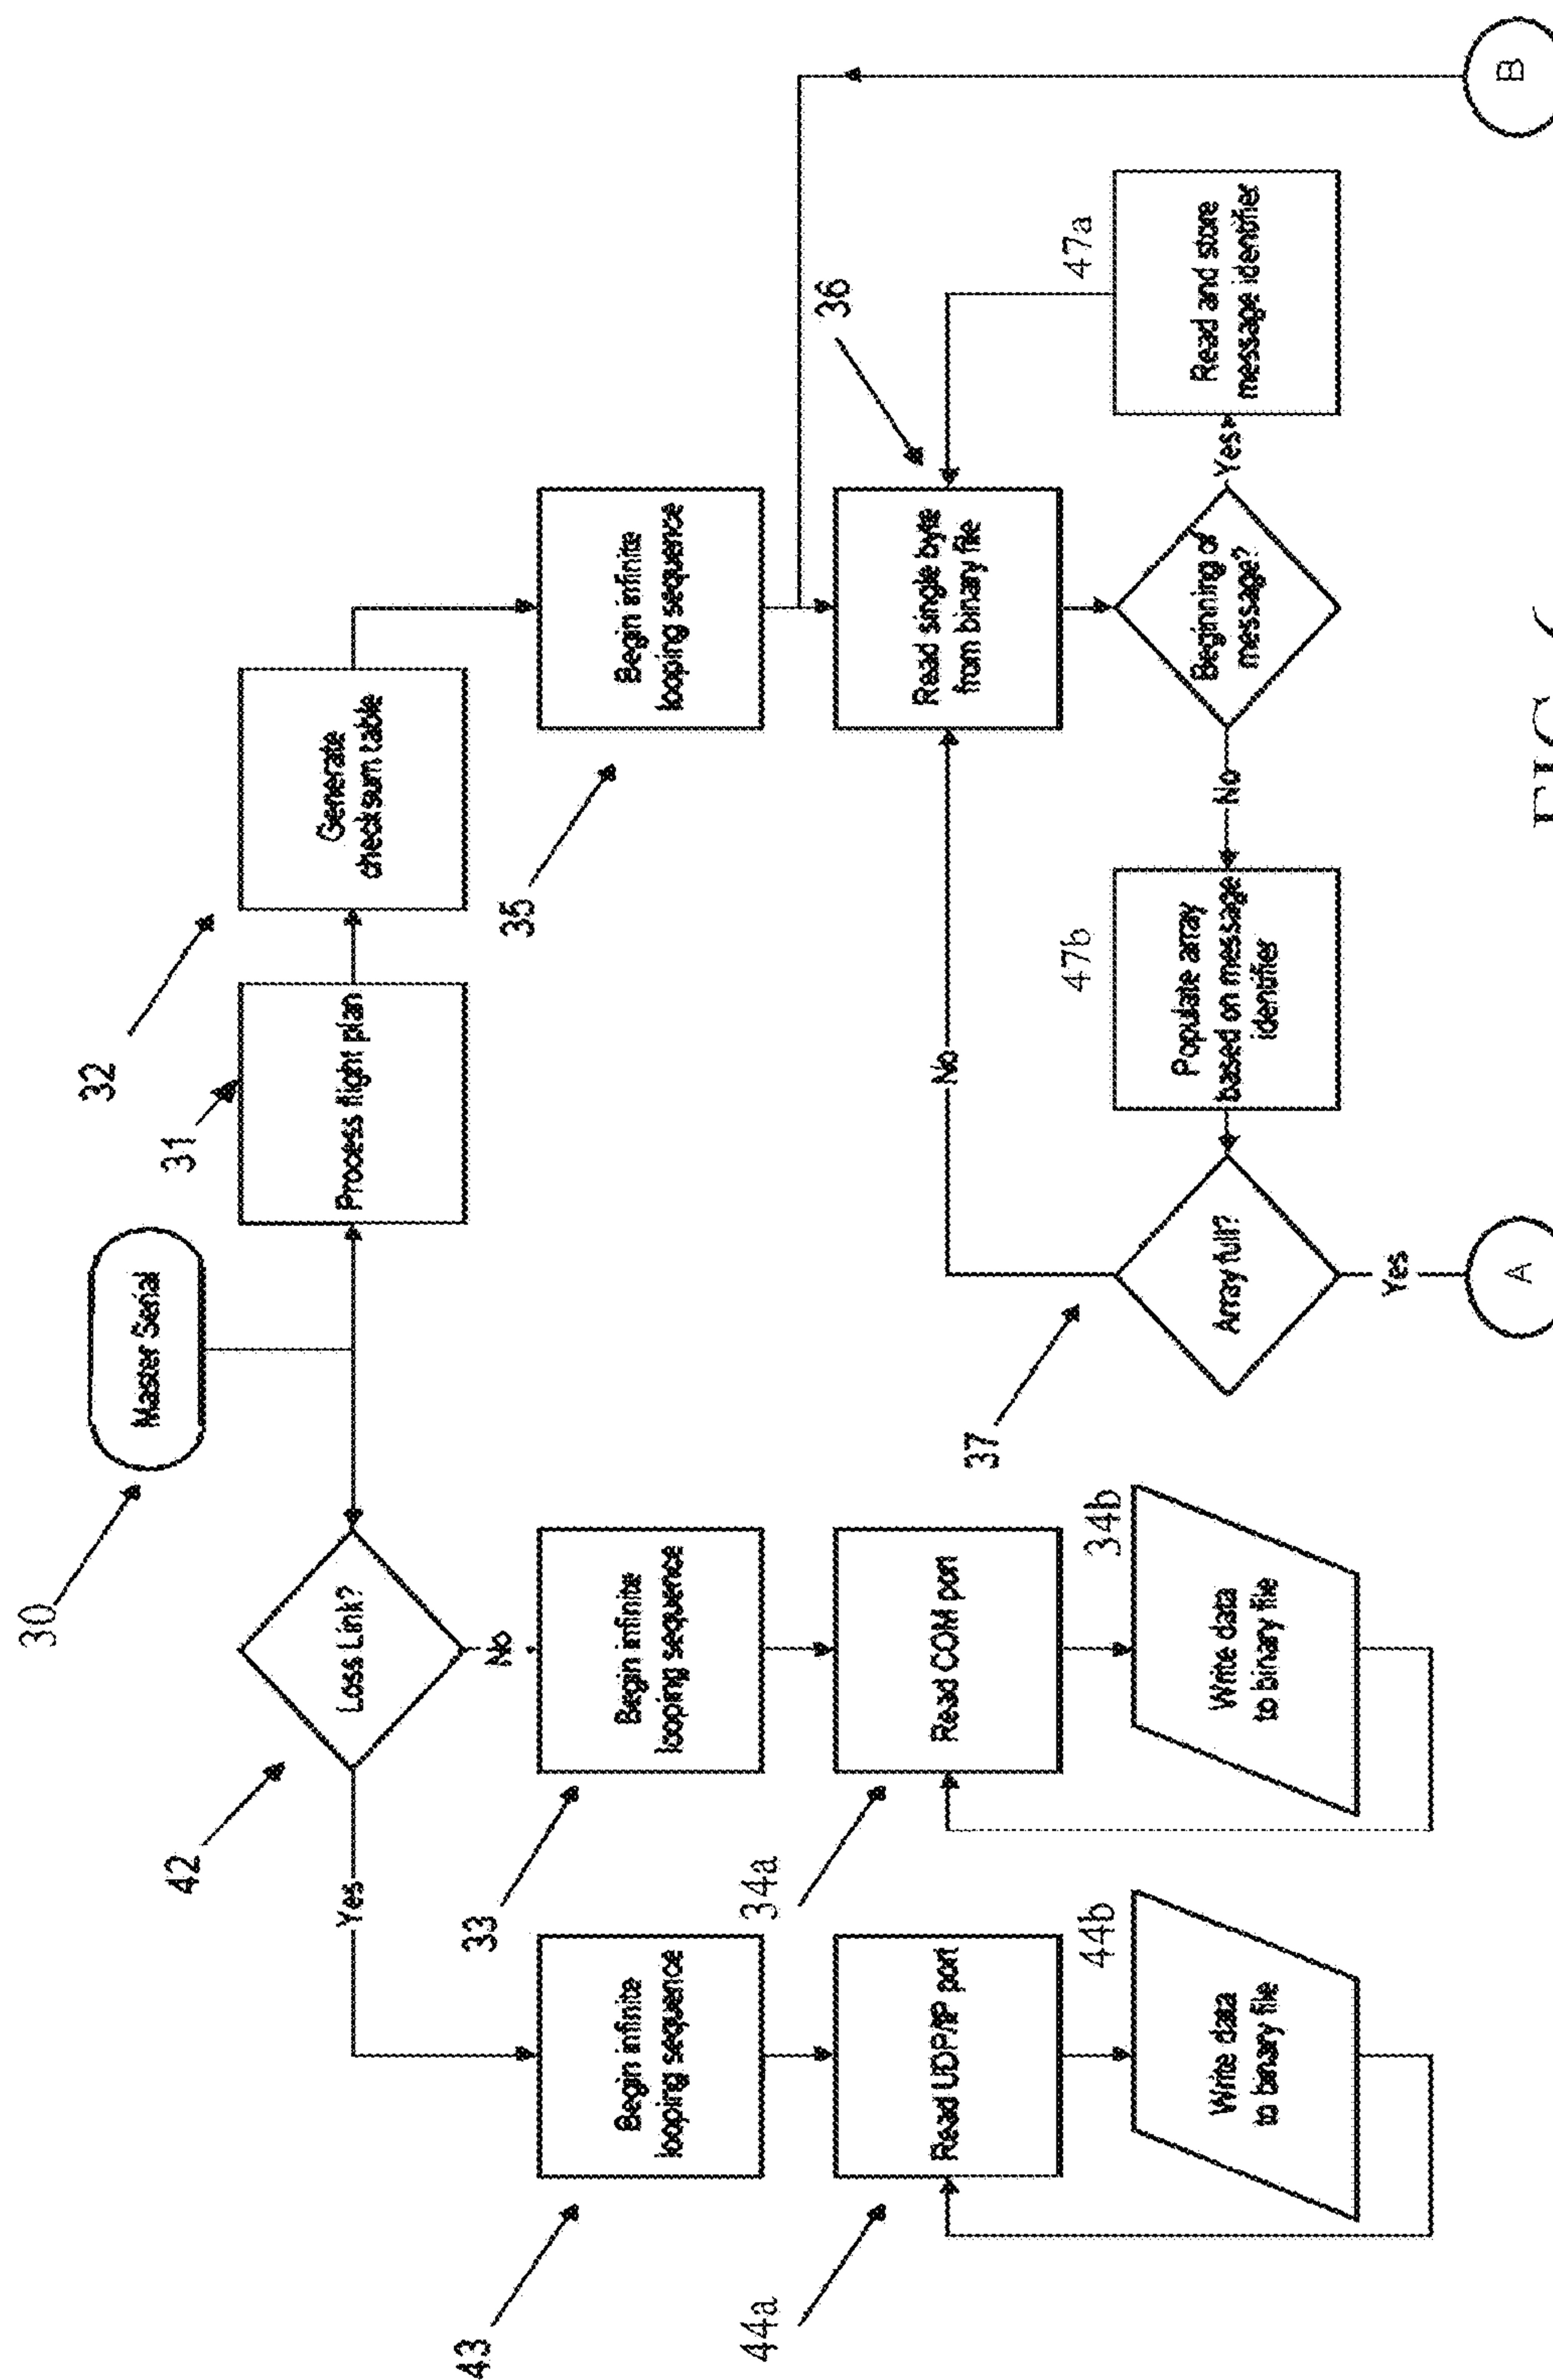 30
Master Serial
42
Loss Link?
31
Process flight plan
32
Generate
checksum table
Yes
No
43
Begin infinite
looping sequence
33
Begin infinite
looping sequence
35
Begin infinite
looping sequence
44a
Read UDP/IP port
34a
Read COM port
No
36
Read single byte
from binary file
44b
Write data
to binary file
34b
Write data
to binary file
37
Array full?
47b
Populate array
based on message
identifier
No
Beginning of
message?
Yes
47a
Read and store
message identifier
Yes
A
B